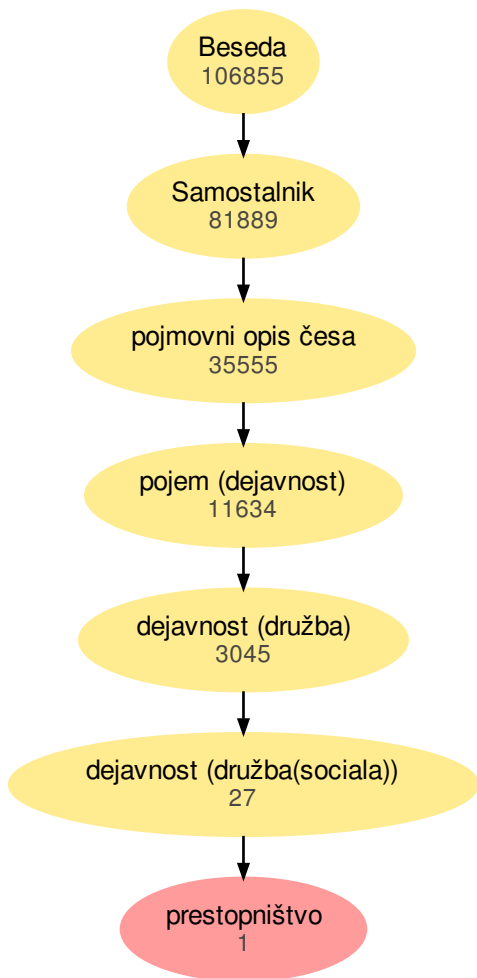 Beseda
106855
Samostalnik
81889
pojmovni opis česa
35555
pojem (dejavnost)
11634
dejavnost (družba)
3045
dejavnost (družba(sociala))
27
prestopništvo
1